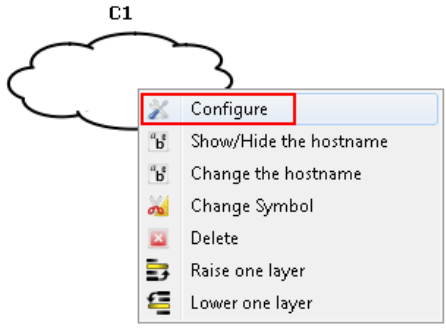 C1
Configure
Show/Hide the hostname
Change the hostname
Change Symbol
Delete
Raise one layer
Lower one layer